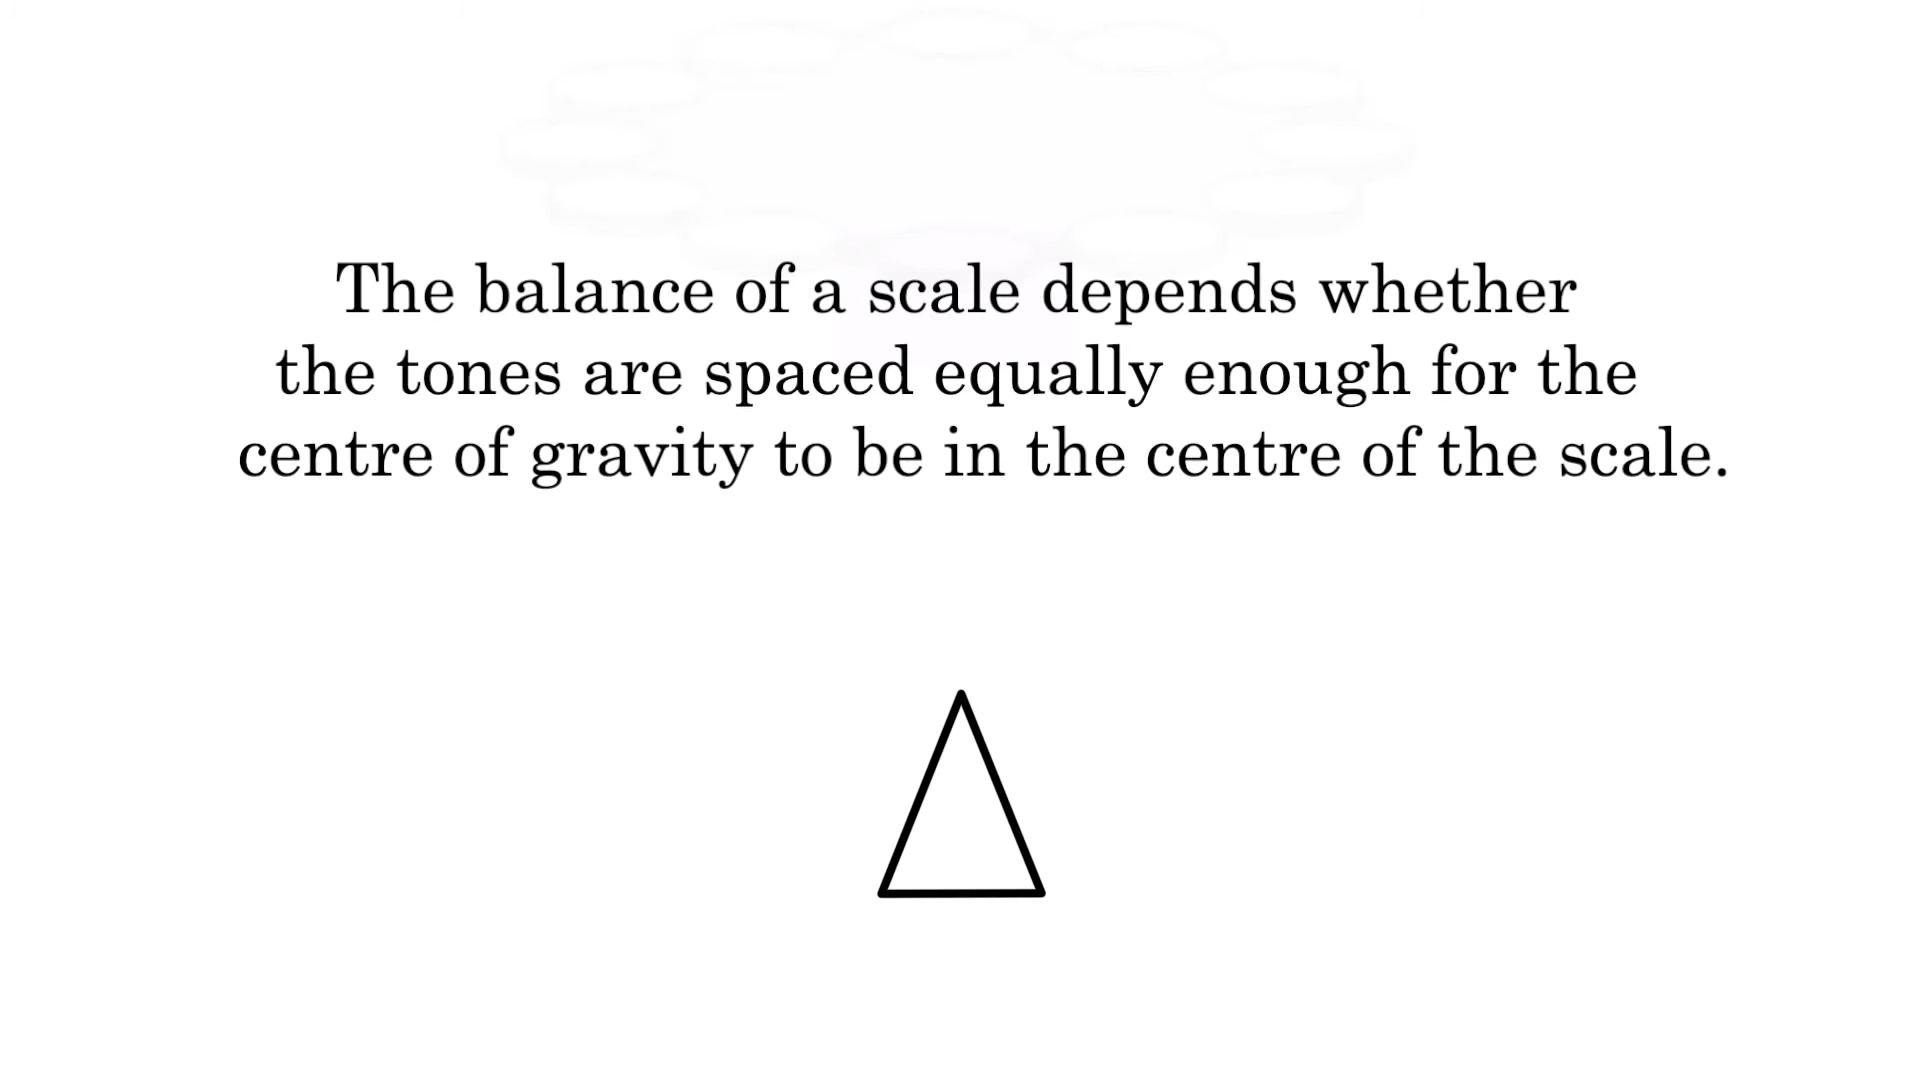 The balance of a scale depends whether
the tones are spaced equally enough for the
centre of gravity to be in the centre of the scale.